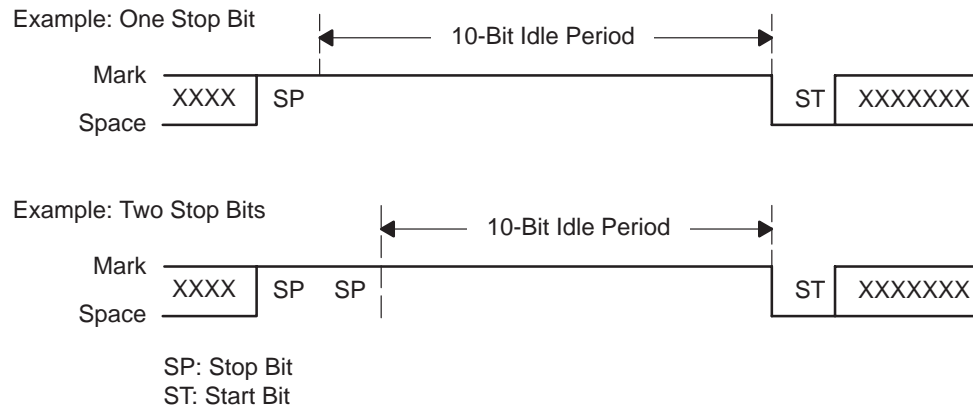 Example: One Stop Bit
10-Bit Idle Period
Mark
XXXX SP ST XXXXXXX
Space
Example: Two Stop Bits
10-Bit Idle Period
Mark
XXXX SP SP ST XXXXXXX
Space
SP: Stop Bit
ST: Start Bit